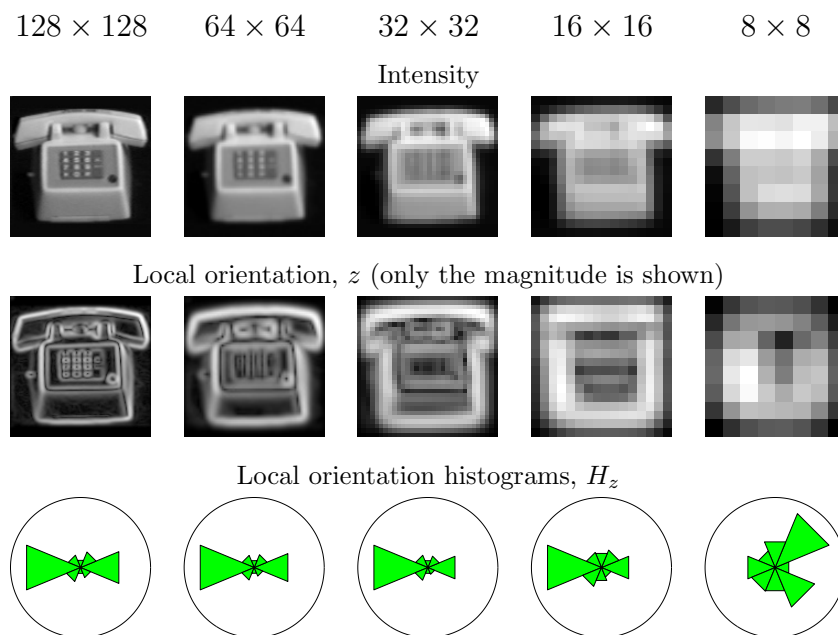 128 × 128 64 × 64 32 × 32 16 × 16 8 × 8
Intensity
Local orientation, z (only the magnitude is shown)
Local orientation histograms, H_z